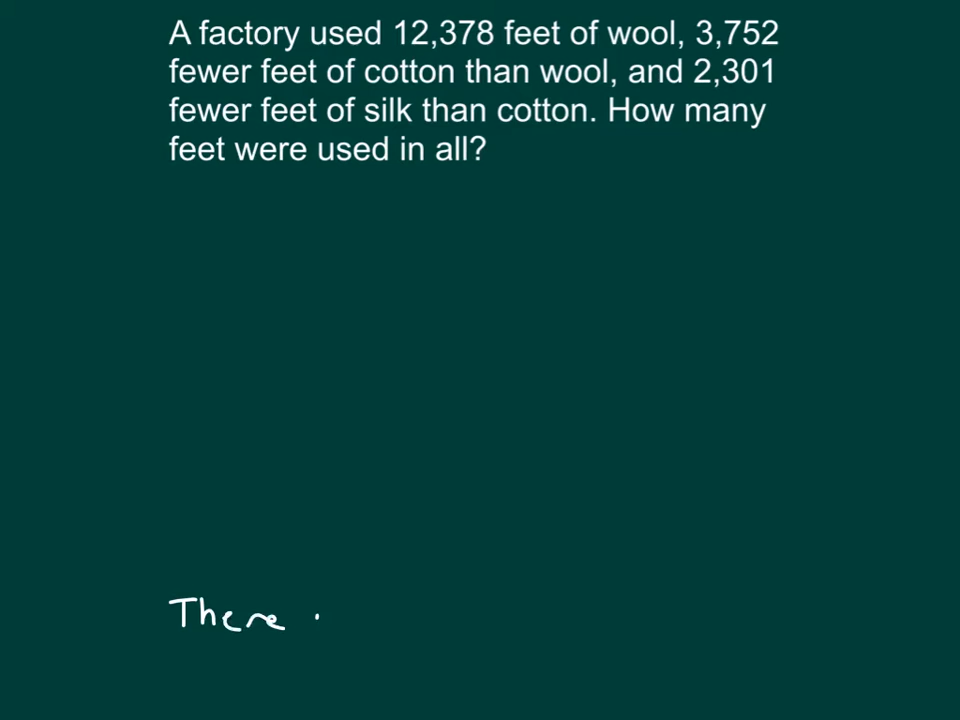 A factory used 12,378 feet of wool, 3,752
fewer feet of cotton than wool, and 2,301
fewer feet of silk than cotton. How many
feet were used in all?
There